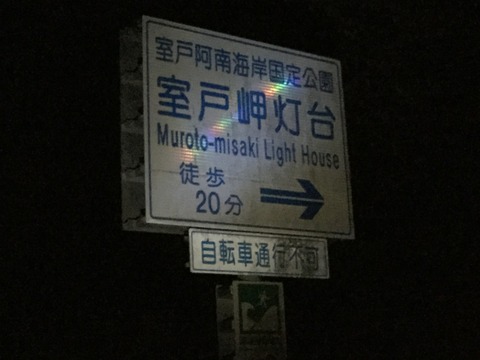 室戸阿南海岸国定公園
室戸岬灯台
Muroto-misaki Light House
徒歩
20分
自転車通行不可